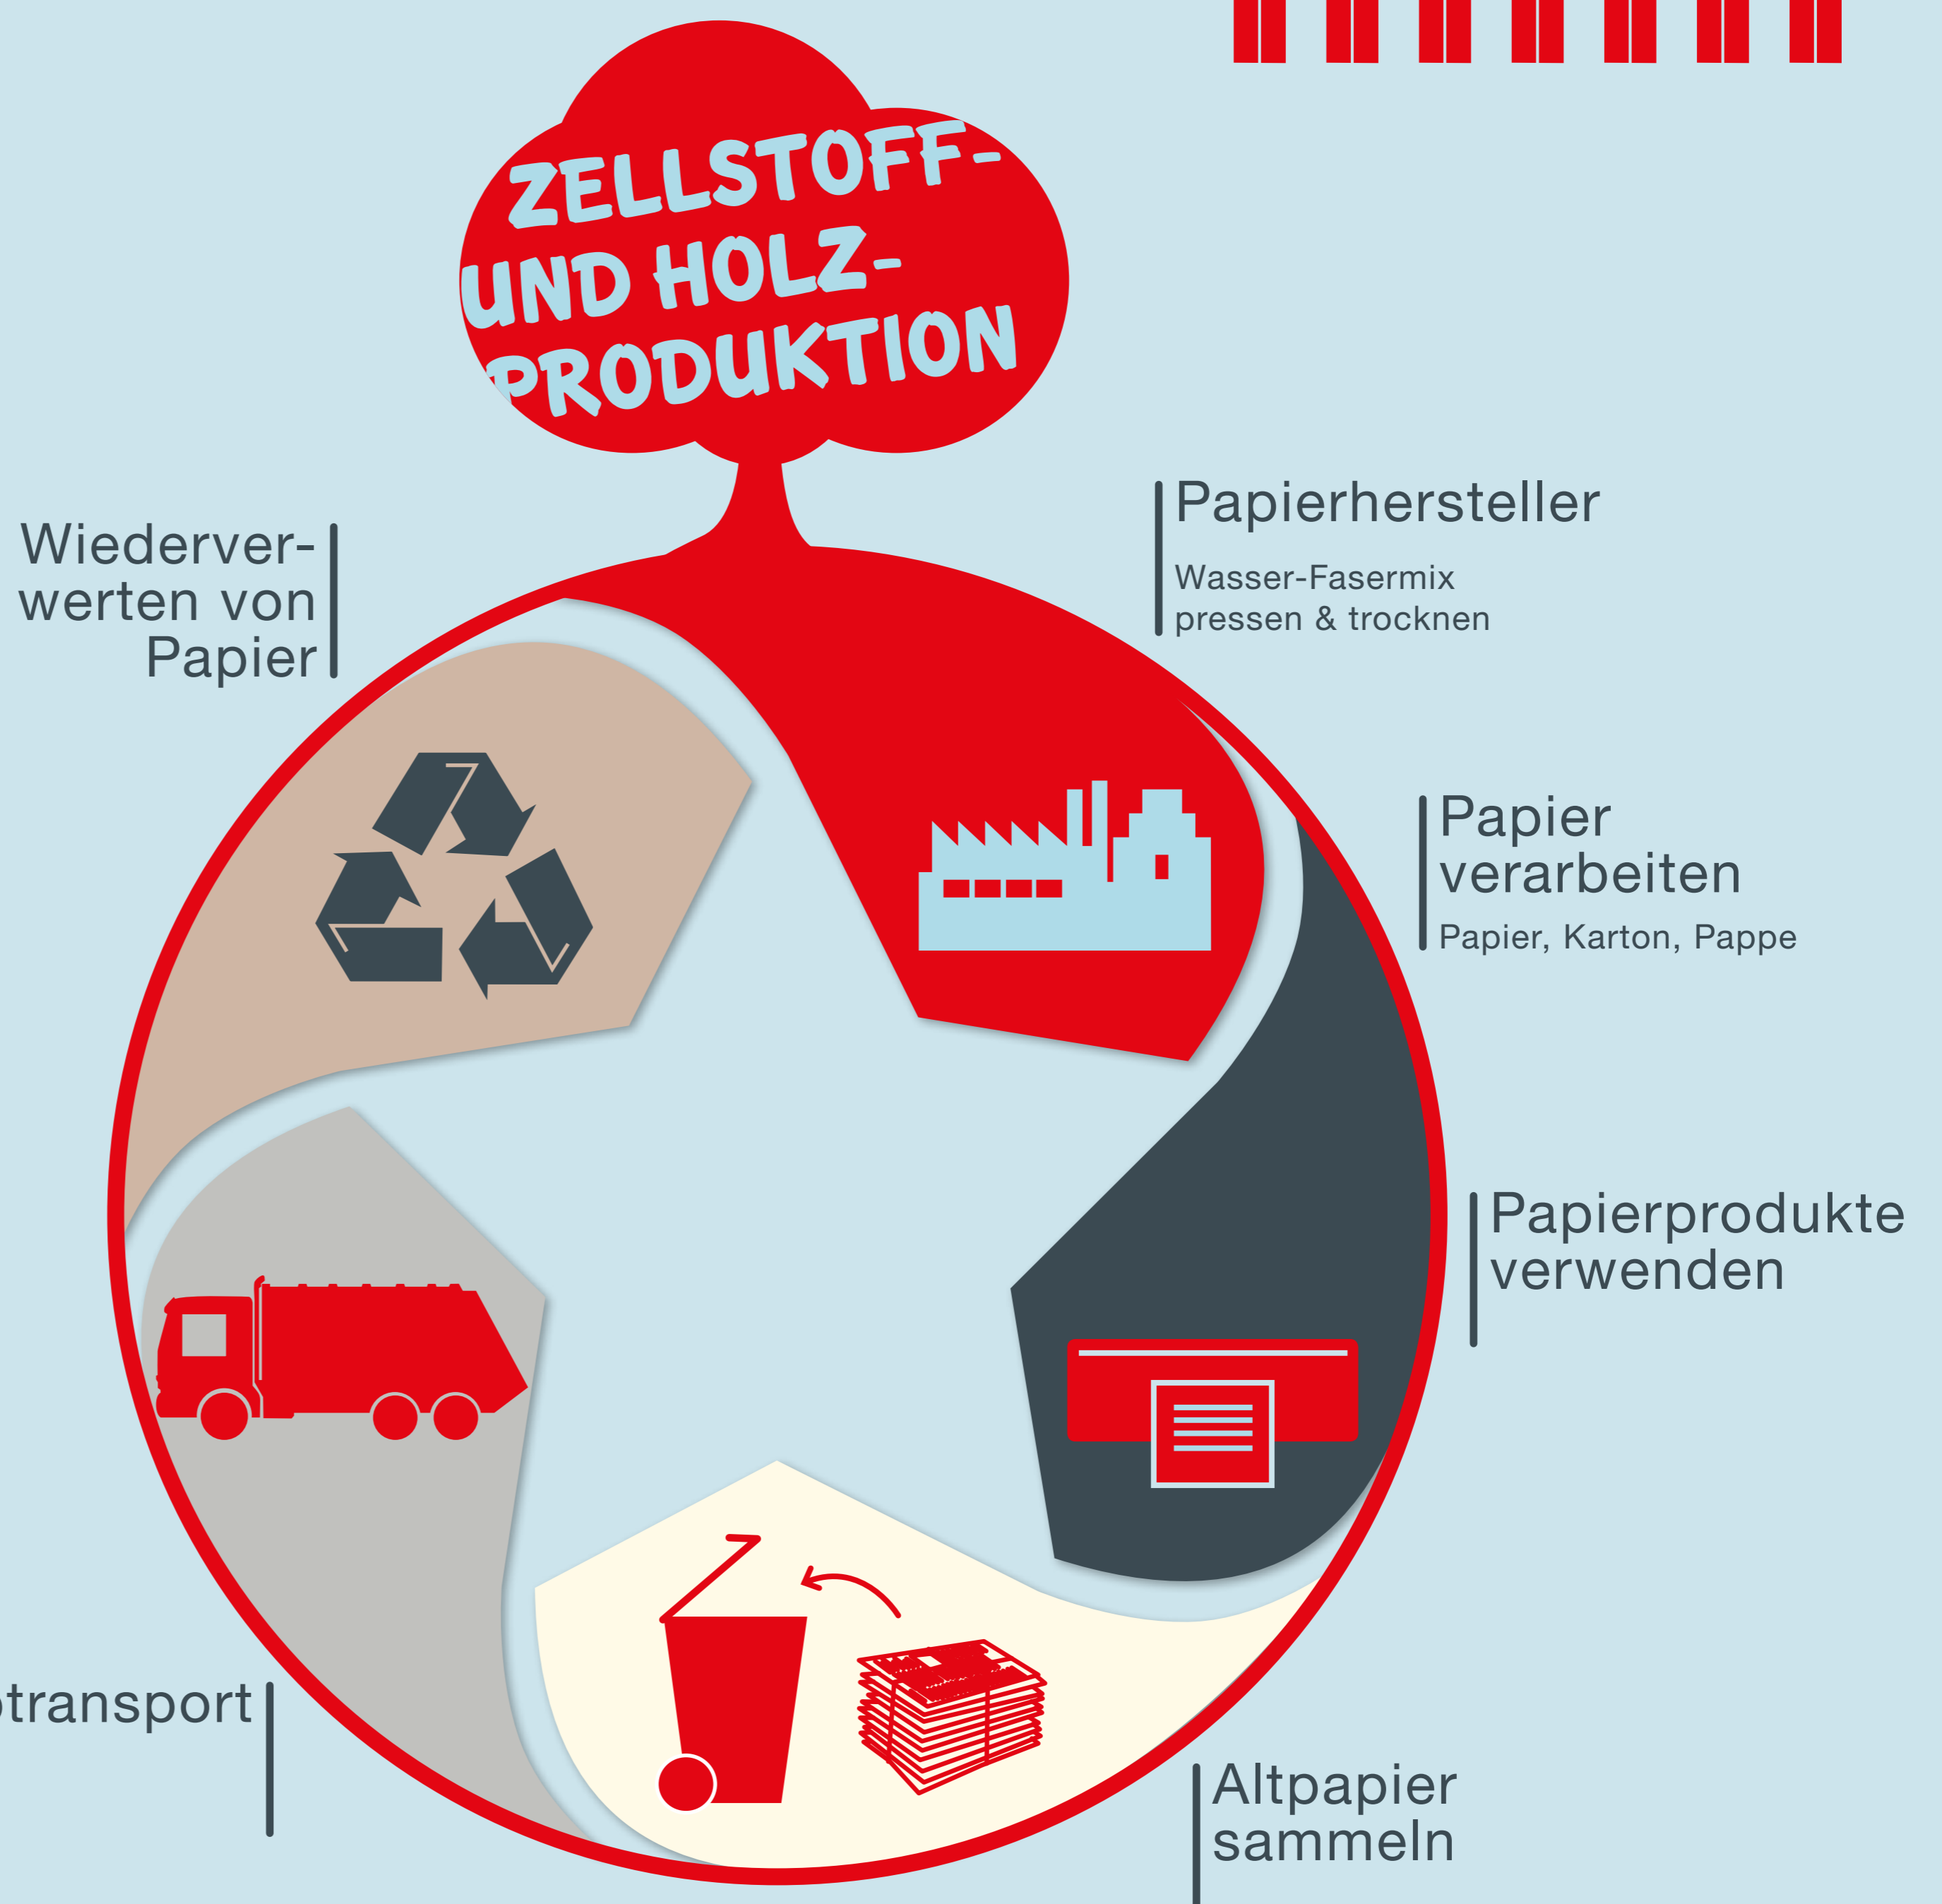 ZELLSTOFF-
UND HOLZ-
PRODUKTION
Papierhersteller
Wasser-Fasermix
pressen & trocknen
Papier
verarbeiten
Papier, Karton, Pappe
Papierprodukte
verwenden
Altpapier
sammeln
transport
Wiederver-
werten von
Papier